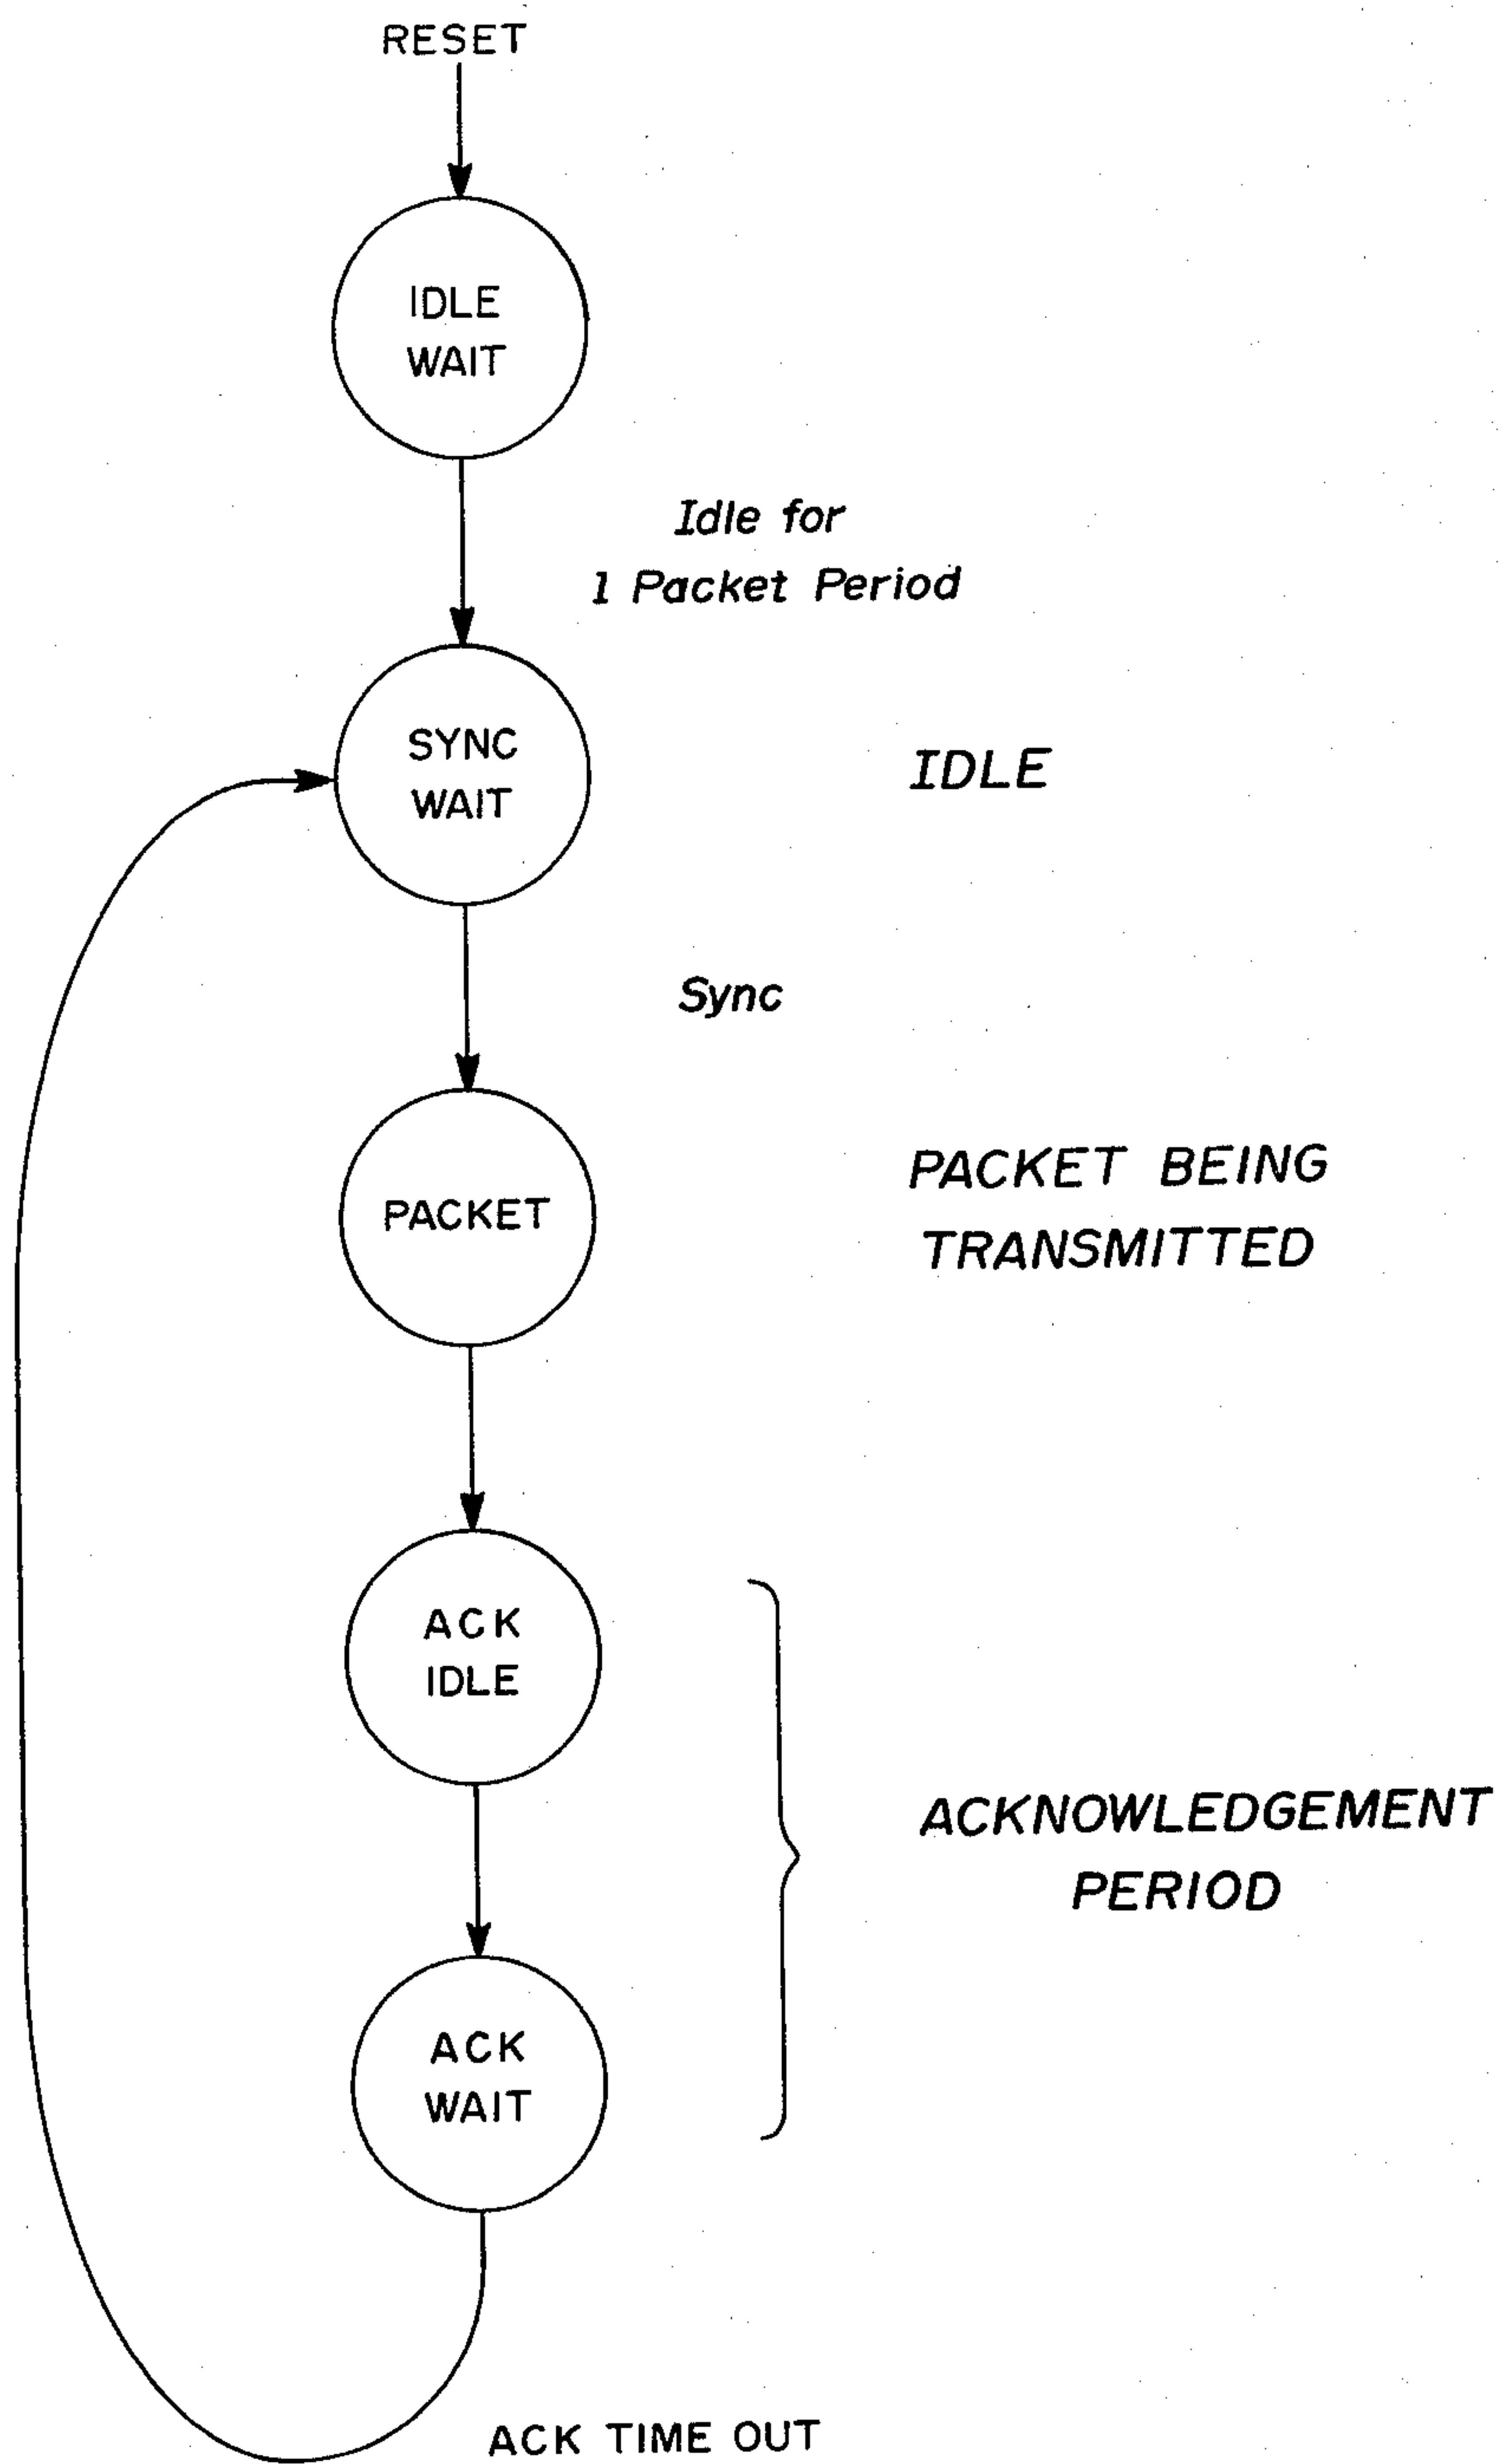 RESET
IDLE
WAIT
Idle for
1 Packet Period
SYNC
WAIT
IDLE
Sync
PACKET
PACKET BEING
TRANSMITTED
ACK
IDLE
ACKNOWLEDGEMENT
PERIOD
ACK
WAIT
ACK TIME OUT